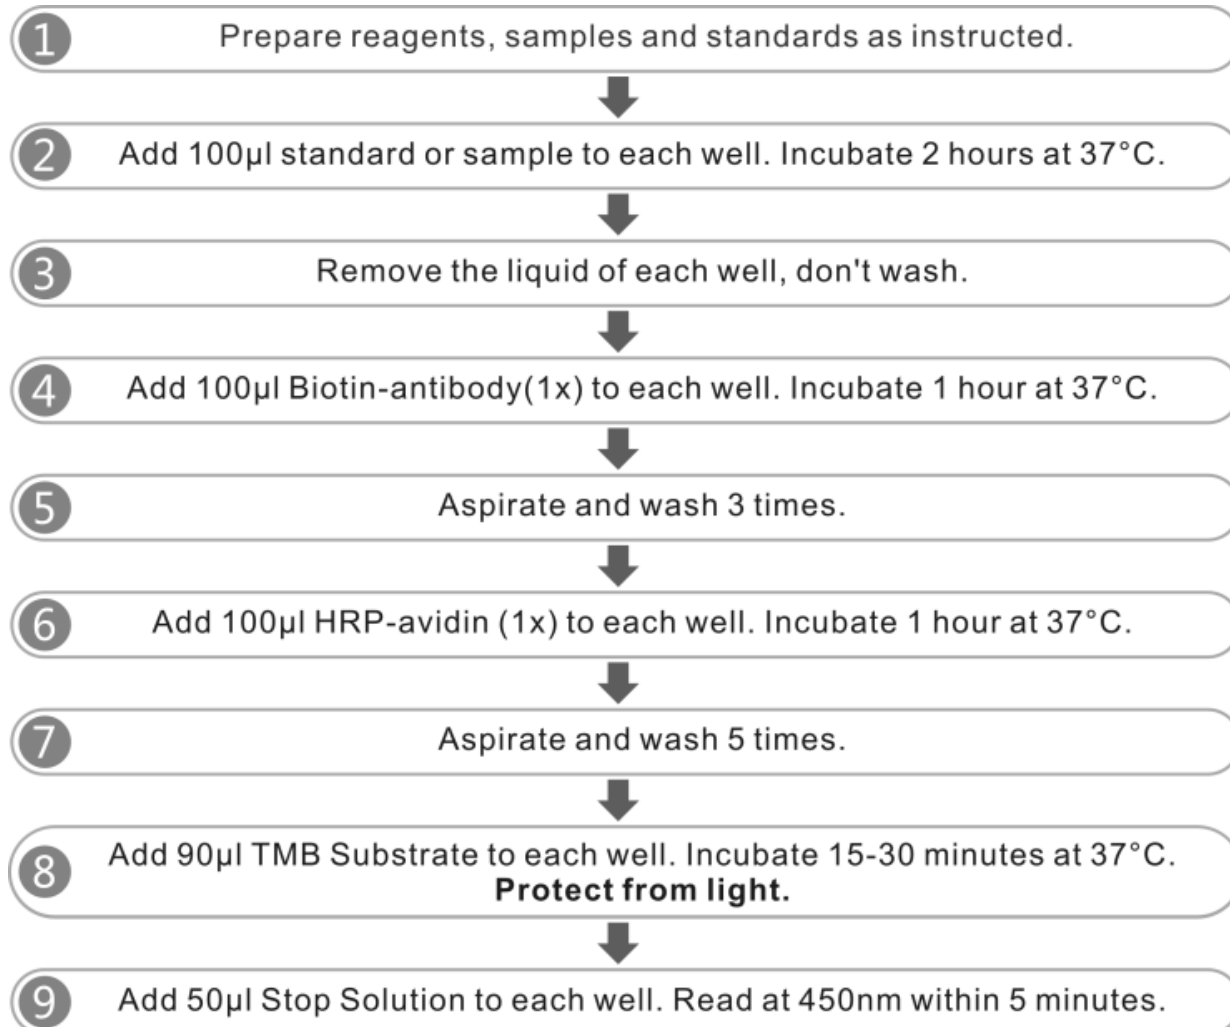 1 Prepare reagents, samples and standards as instructed.
2 Add 100µl standard or sample to each well. Incubate 2 hours at 37°C.
3 Remove the liquid of each well, don't wash.
4 Add 100µl Biotin-antibody(1x) to each well. Incubate 1 hour at 37°C.
5 Aspirate and wash 3 times.
6 Add 100µl HRP-avidin (1x) to each well. Incubate 1 hour at 37°C.
7 Aspirate and wash 5 times.
8 Add 90µl TMB Substrate to each well. Incubate 15-30 minutes at 37°C.
Protect from light.
9 Add 50µl Stop Solution to each well. Read at 450nm within 5 minutes.